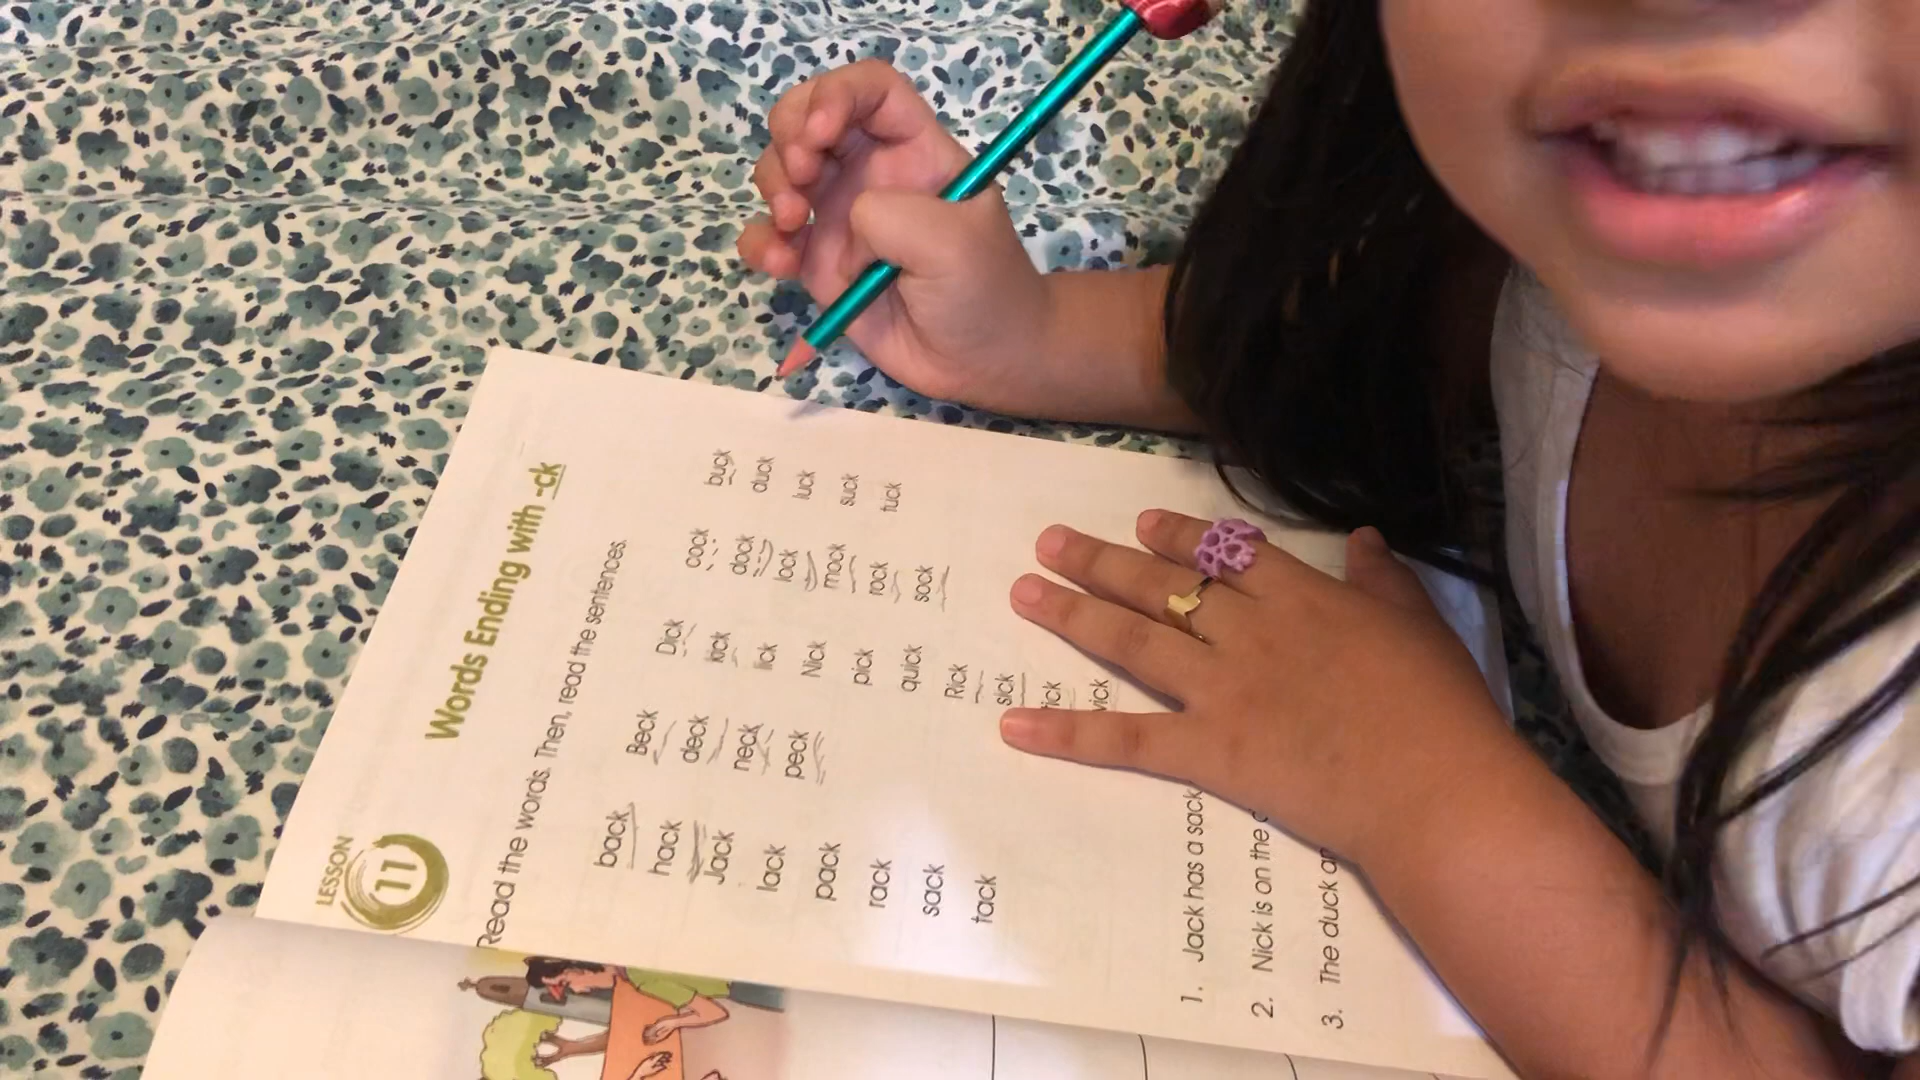 LESSON
11
Words Ending with -ck
Read the words. Then, read the sentences.
back Beck Dick cock buck
hack deck kick dock duck
Jack neck lick lock luck
lack peck Nick mock suck
pack pick rock tuck
rack quick sock
sack Rick
tack sick
1. Jack has a sack
2. Nick is on the
3. The duck